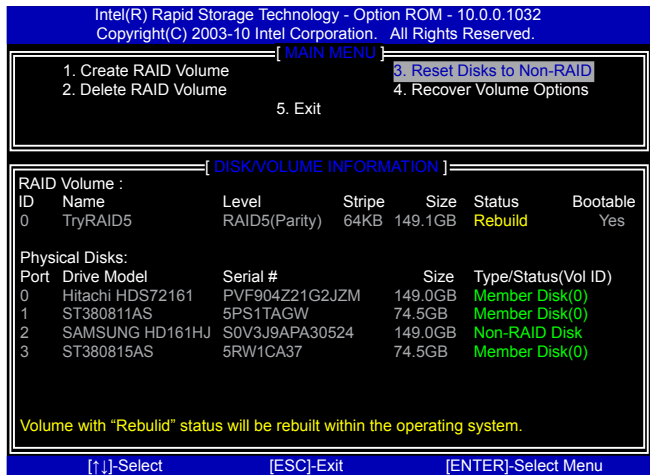 Intel(R) Rapid Storage Technology - Option ROM - 10.0.0.1032
Copyright(C) 2003-10 Intel Corporation.   All Rights Reserved.
[ MAIN MENU ]
1. Create RAID Volume 3. Reset Disks to Non-RAID
2. Delete RAID Volume 4. Recover Volume Options
5. Exit
[ DISK/VOLUME INFORMATION ]
RAID Volume :
ID Name Level Stripe Size Status Bootable
0 TryRAID5 RAID5(Parity) 64KB 149.1GB Rebuild Yes
Physical Disks:
Port Drive Model Serial # Size Type/Status(Vol ID)
0 Hitachi HDS72161 PVF904Z21G2JZM 149.0GB Member Disk(0)
1 ST380811AS 5PS1TAGW 74.5GB Member Disk(0)
2 SAMSUNG HD161HJ S0V3J9APA30524 149.0GB Non-RAID Disk
3 ST380815AS 5RW1CA37 74.5GB Member Disk(0)
Volume with “Rebulid” status will be rebuilt within the operating system.
[↑↓]-Select [ESC]-Exit [ENTER]-Select Menu